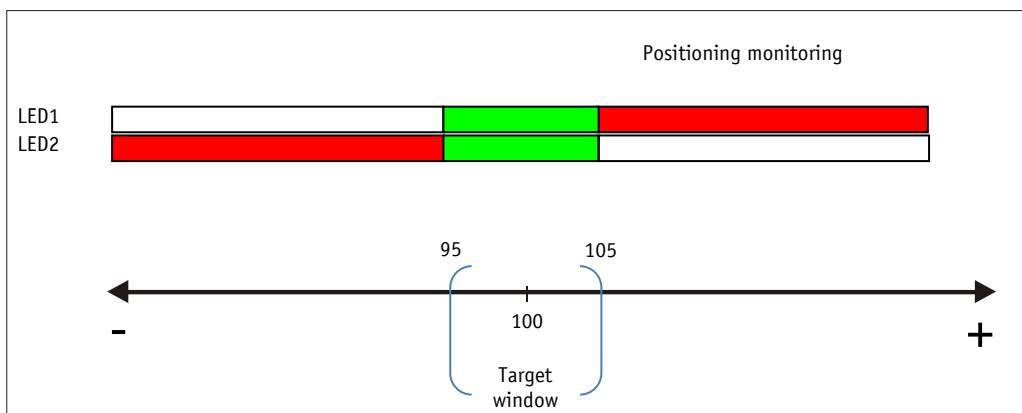 Positioning monitoring
LED1
LED2
95 105
100
- +
Target
window